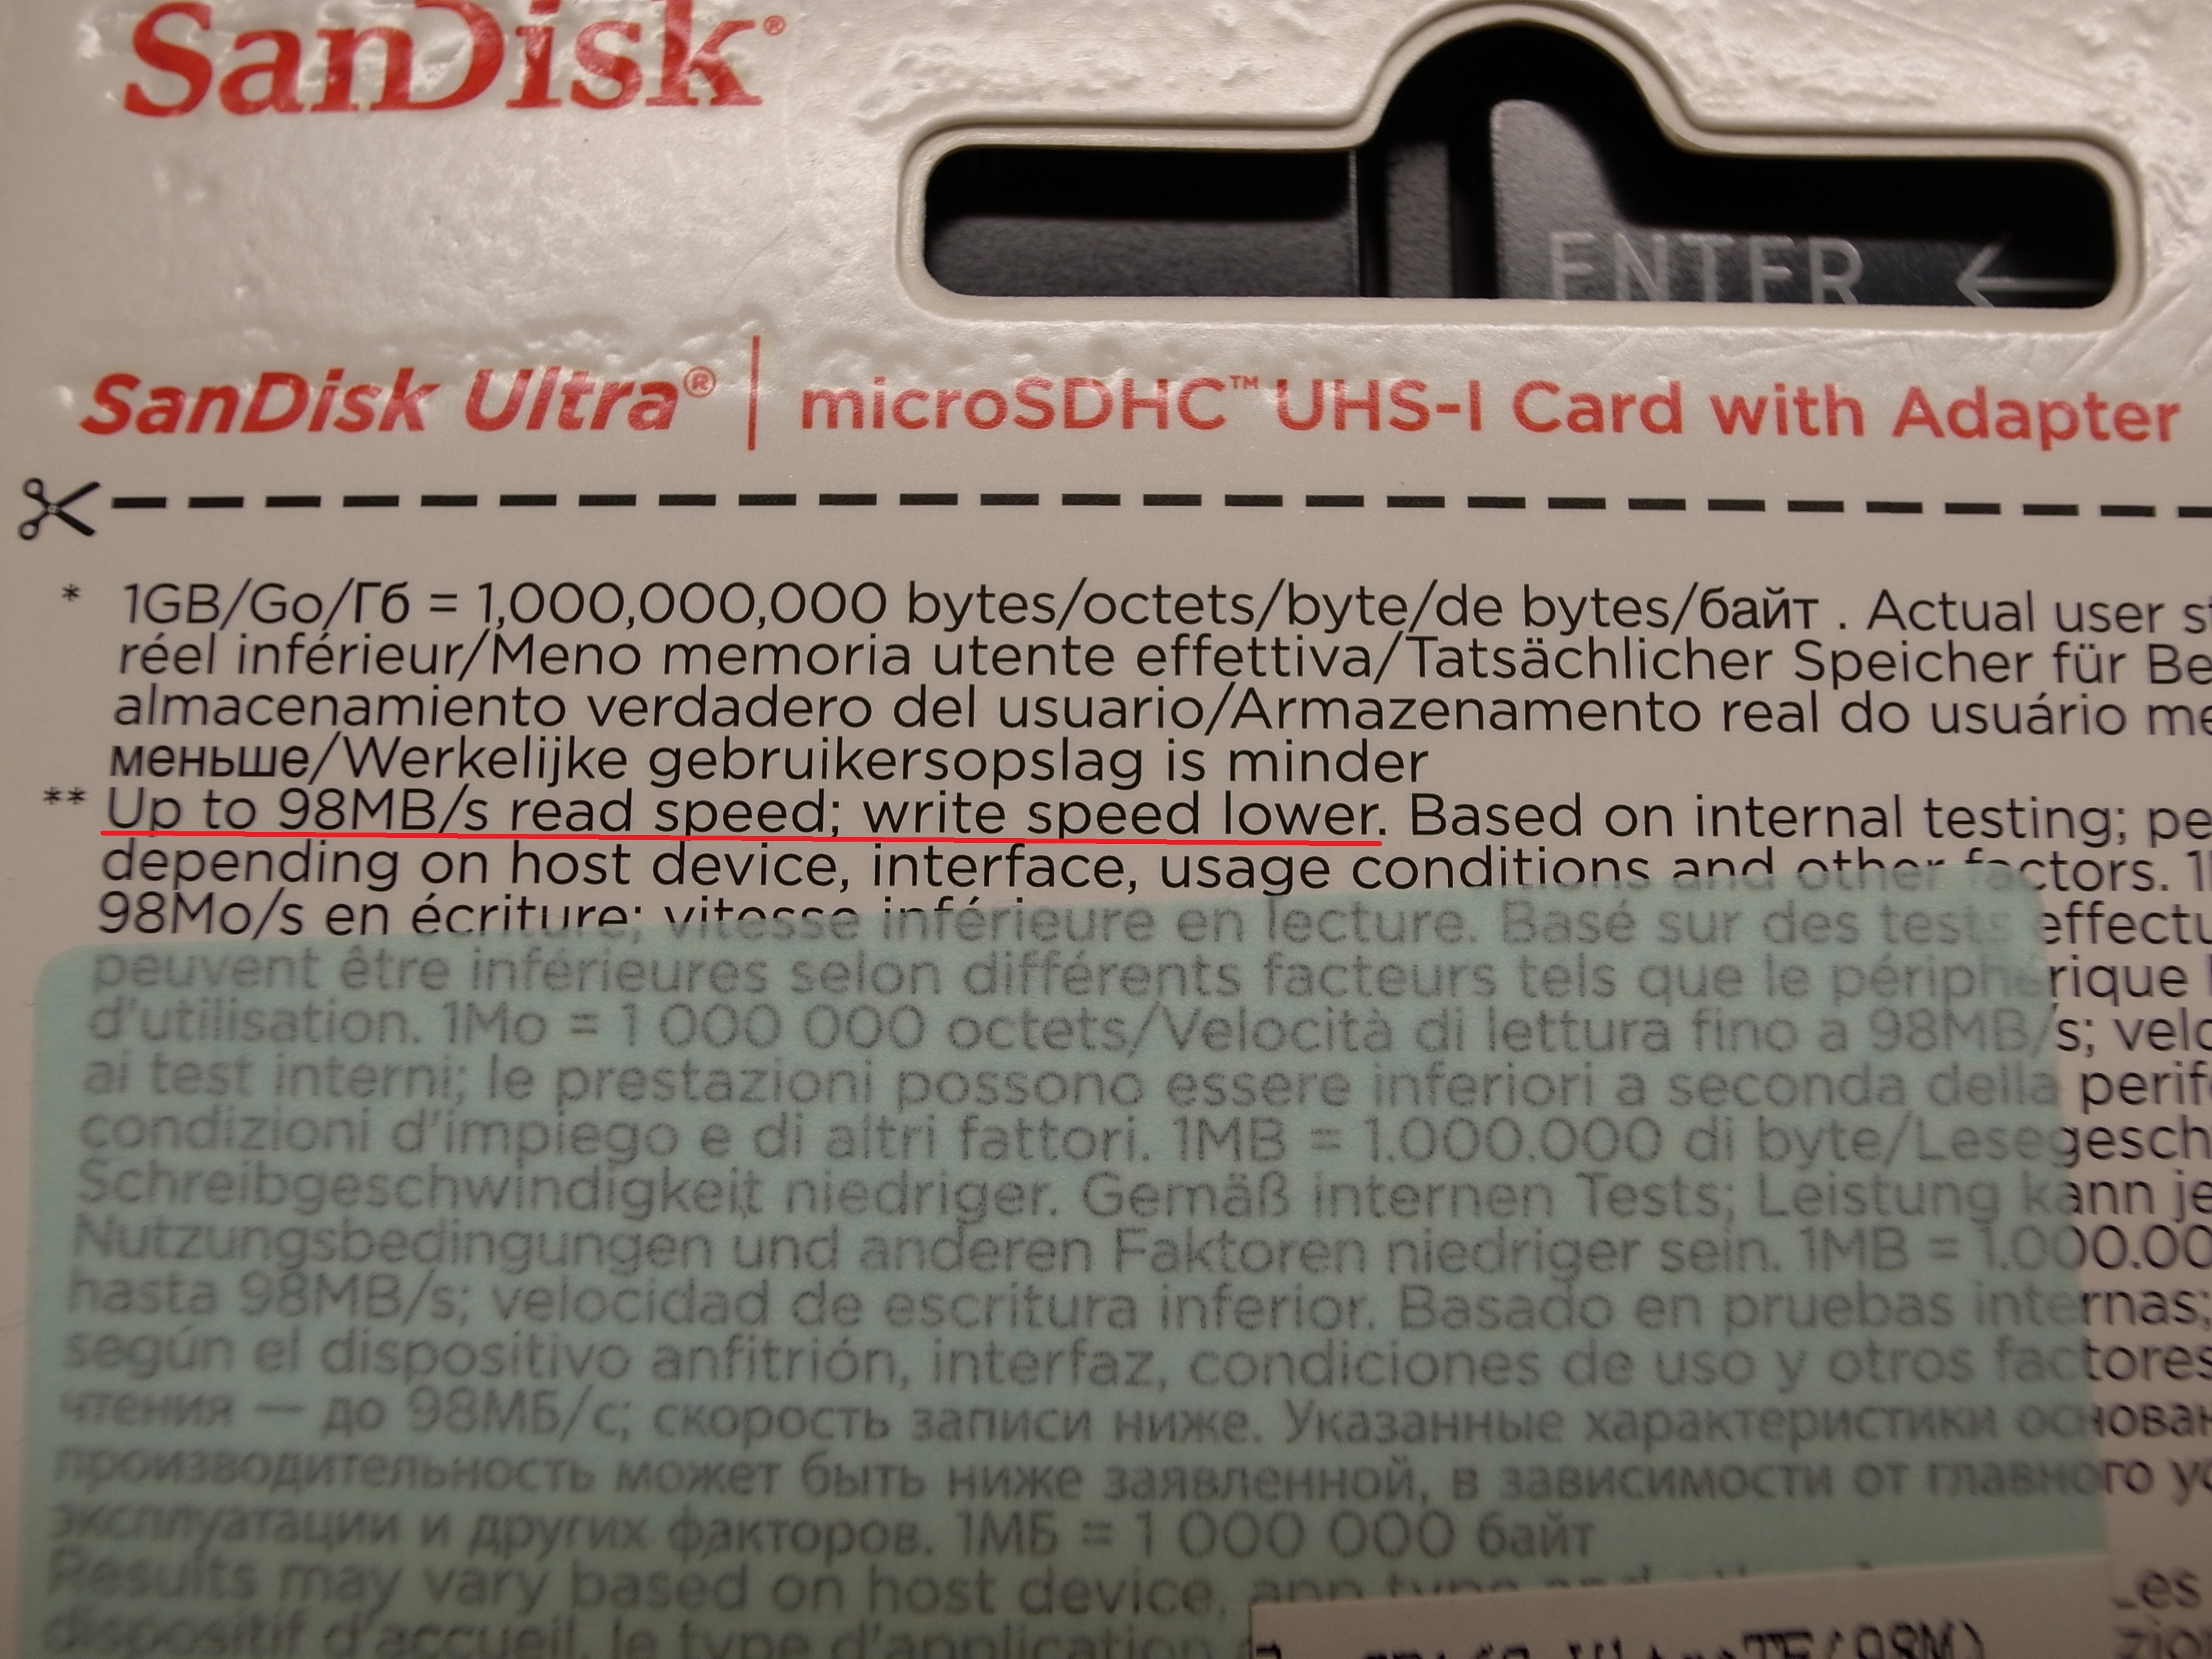 SanDisk®
ENTER ←
SanDisk Ultra® | microSDHC™ UHS-I Card with Adapter
* 1GB/Go/Гб = 1,000,000,000 bytes/octets/byte/de bytes/байт . Actual user
réel inférieur/Meno memoria utente effettiva/Tatsächlicher Speicher für
almacenamiento verdadero del usuario/Armazenamento real do usuário
меньше/Werkelijke gebruikersopslag is minder
** Up to 98MB/s read speed; write speed lower. Based on internal testing;
depending on host device, interface, usage conditions and other factors.
98Mo/s en écriture; vitesse inférieure en lecture. Basé sur des tests
peuvent être inférieures selon différents facteurs tels que le périphérique
d'utilisation. 1Mo = 1 000 000 octets/Velocità di lettura fino a 98MB/s;
ai test interni; le prestazioni possono essere inferiori a seconda della
condizioni d'impiego e di altri fattori. 1MB = 1.000.000 di byte/
Schreibgeschwindigkeit niedriger. Gemäß internen Tests; Leistung kann
Nutzungsbedingungen und anderen Faktoren niedriger sein. 1MB =
hasta 98MB/s; velocidad de escritura inferior. Basado en pruebas internas;
según el dispositivo anfitrión, interfaz, condiciones de uso y otros factores
чтения — до 98МБ/с; скорость записи ниже. Указанные характеристики
производительность может быть ниже заявленной, в зависимости от главного
эксплуатации и других факторов. 1МБ = 1 000 000 байт
Results may vary based on host device,
dispositif d'accueil, le type d'application